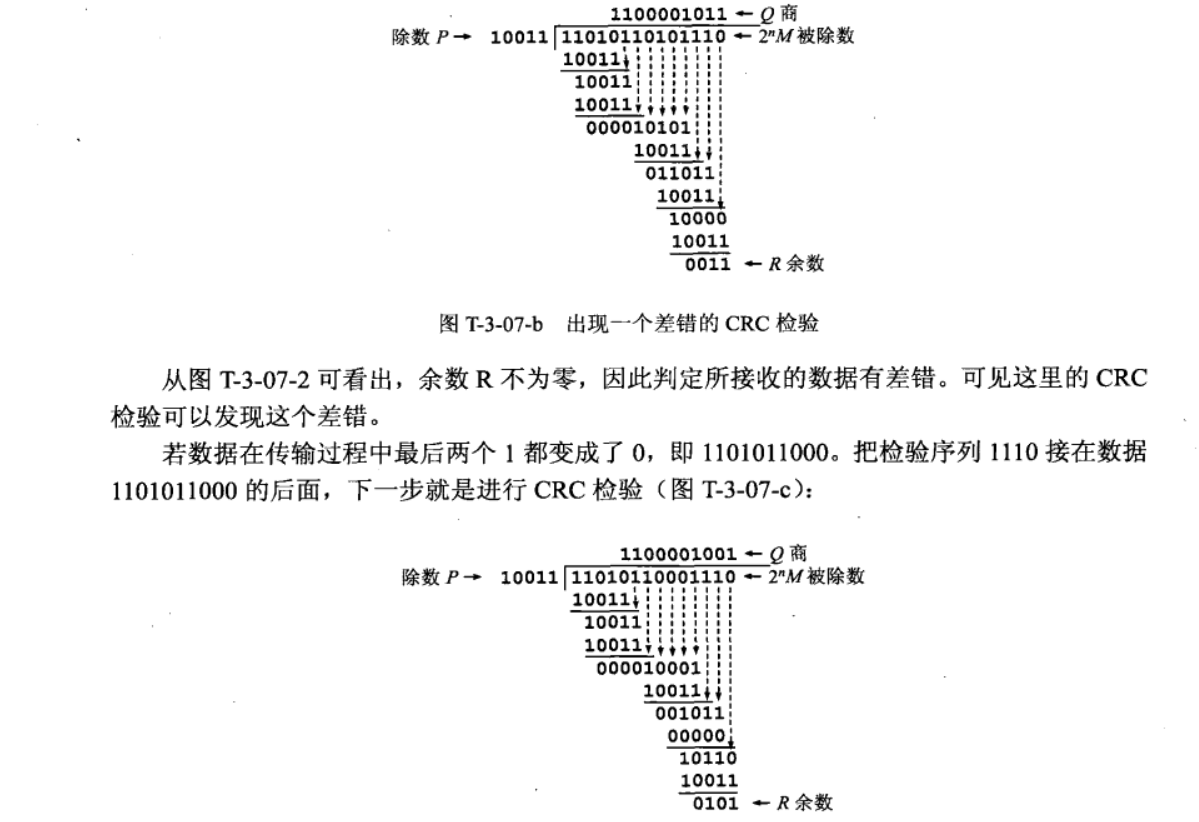 1100001011 ← Q 商
除数 P → 10011 11010110101110 ← 2ⁿM 被除数
10011
10011
10011
000010101
10011
011011
10011
10000
10011
0011 ← R 余数
图 T-3-07-b 出现一个差错的 CRC 检验
从图 T-3-07-2 可看出，余数 R 不为零，因此判定所接收的数据有差错。可见这里的 CRC
检验可以发现这个差错。
若数据在传输过程中最后两个 1 都变成了 0，即 1101011000。把检验序列 1110 接在数据
1101011000 的后面，下一步就是进行 CRC 检验（图 T-3-07-c）：
1100001001 ← Q 商
除数 P → 10011 11010110001110 ← 2ⁿM 被除数
10011
10011
10011
000010001
10011
001011
00000
10110
10011
0101 ← R 余数